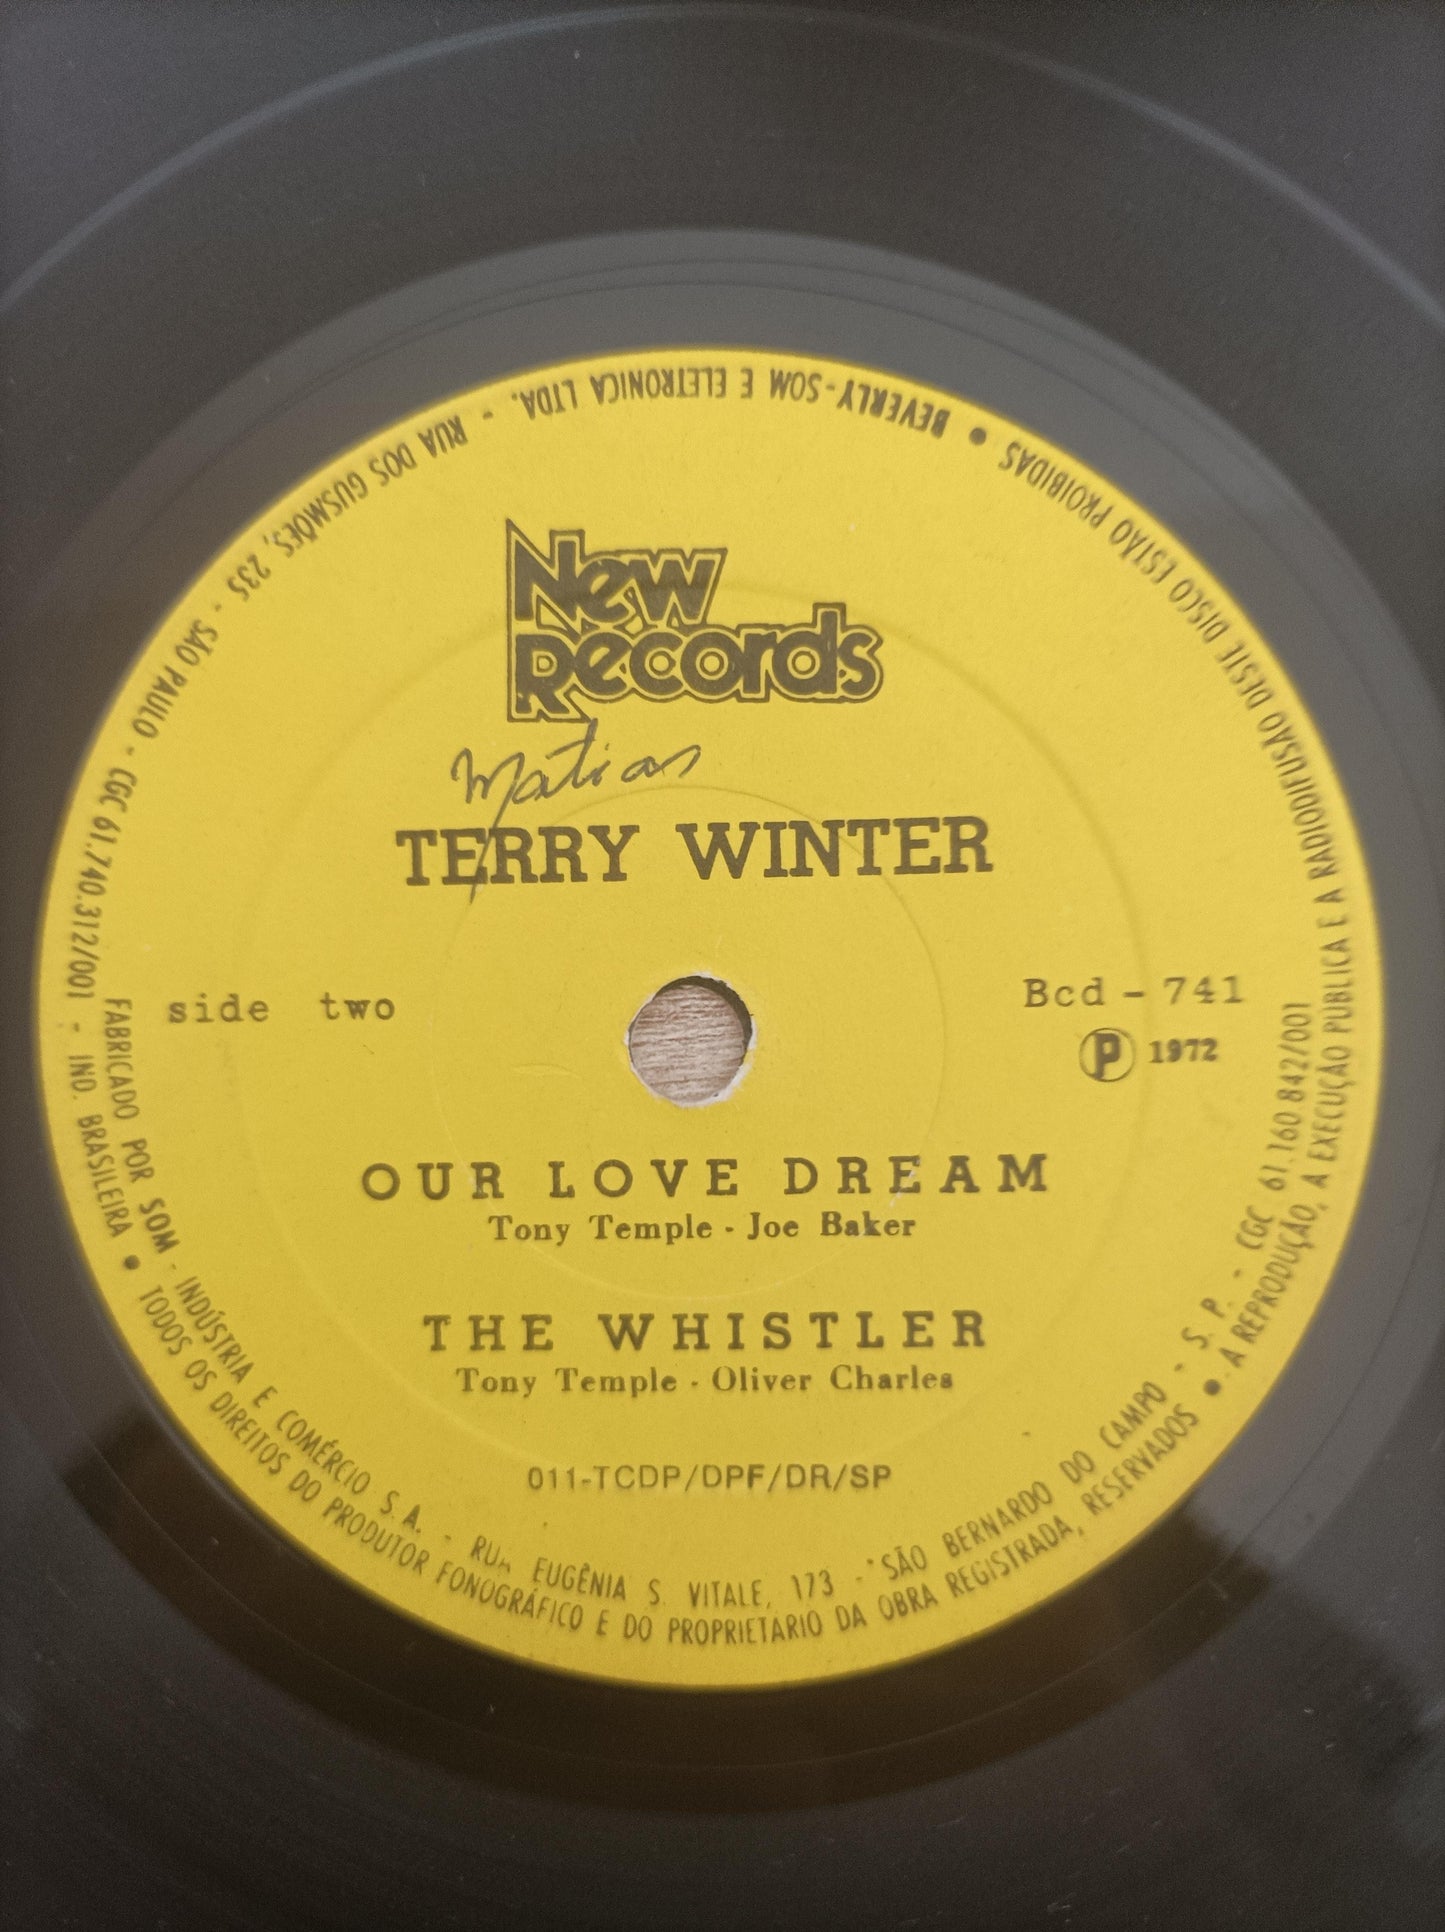 New
Records
Matias
TERRY WINTER
side two
Bcd - 741
Ⓟ 1972
OUR LOVE DREAM
Tony Temple - Joe Baker
THE WHISTLER
Tony Temple - Oliver Charles
011-TCDP/DPF/DR/SP
FABRICADO POR SOM - INDÚSTRIA E COMÉRCIO S. A. - RUA EUGÊNIA S. VITALE, 173 - SÃO BERNARDO DO CAMPO - S. P. - CGC 61.160 842/001
● TODOS OS DIREITOS DO PRODUTOR FONOGRÁFICO E DO PROPRIETÁRIO DA OBRA REGISTRADA, RESERVADOS ● A REPRODUÇÃO, A EXECUÇÃO PUBLICA E A RADIODIFUSÃO DESTE DISCO ESTÃO PROIBIDAS ● BEVERLY-SOM E ELETRONICA LTDA. - RUA DOS GUSMÕES, 235 - SÃO PAULO - CGC 61.740.312/001 - IND. BRASILEIRA